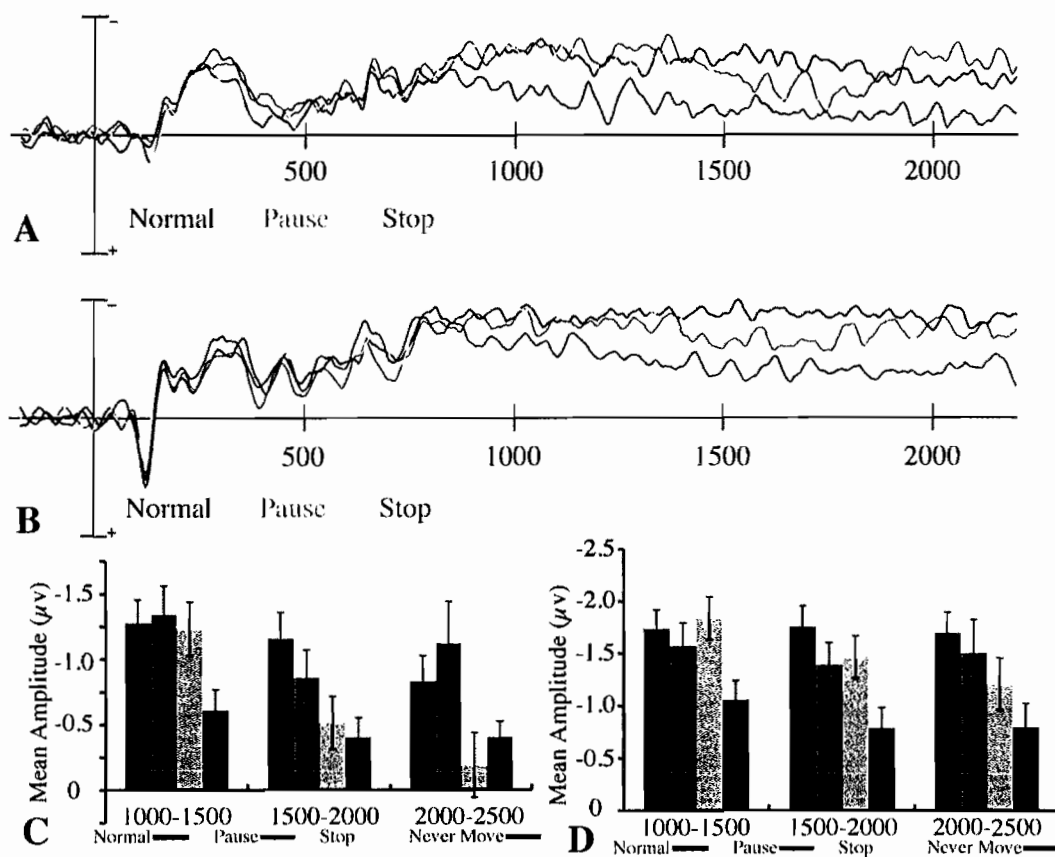 −
500 1000 1500 2000
A Normal Pause Stop
+
−
500 1000 1500 2000
B Normal Pause Stop
+
Mean Amplitude (µv)
-1.5
-1.0
-0.5
0
1000-1500 1500-2000 2000-2500
C Normal Pause Stop Never Move
Mean Amplitude (µv)
-2.5
-2.0
-1.5
-1.0
-0.5
0
1000-1500 1500-2000 2000-2500
D Normal Pause Stop Never Move